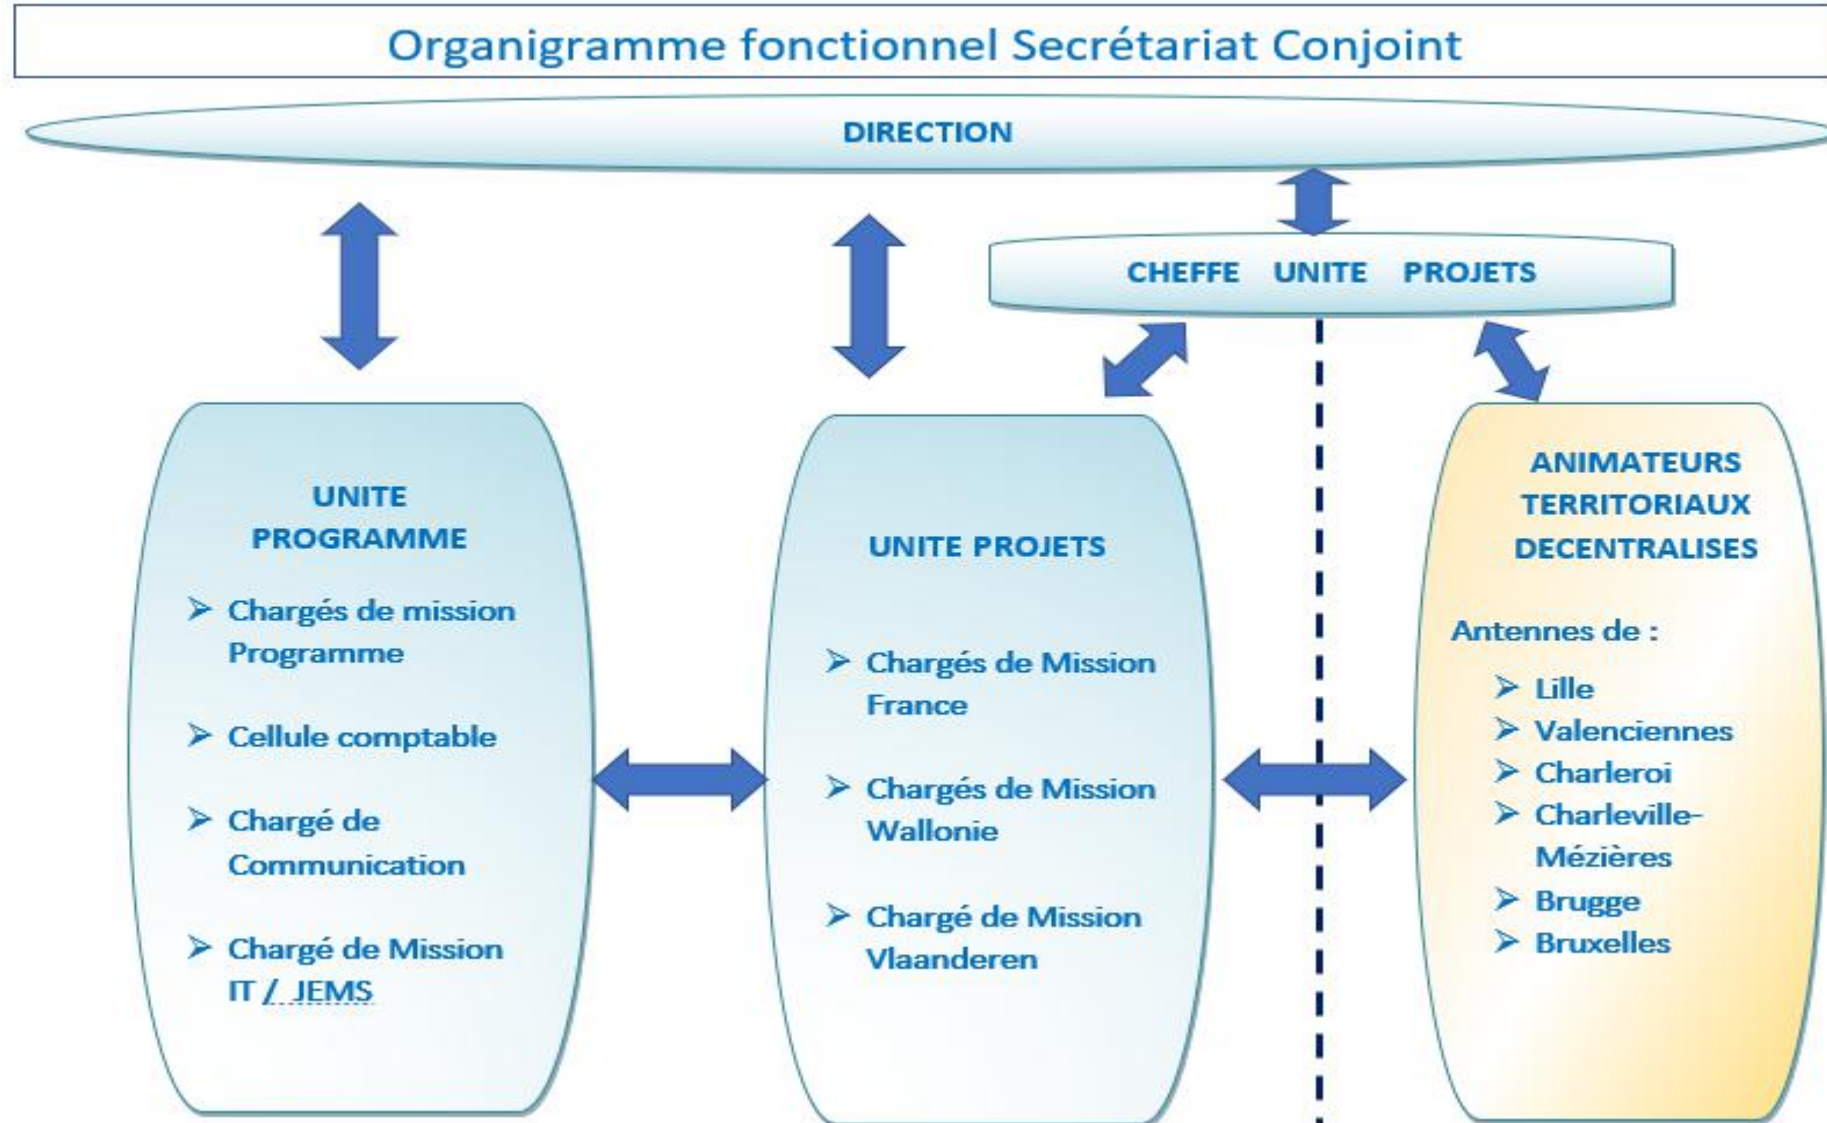 Organigramme fonctionnel Secrétariat Conjoint
DIRECTION
CHEFFE UNITE PROJETS
UNITE
PROGRAMME
➢ Chargés de mission
Programme
➢ Cellule comptable
➢ Chargé de
Communication
➢ Chargé de Mission
IT / JEMS
UNITE PROJETS
➢ Chargés de Mission
France
➢ Chargés de Mission
Wallonie
➢ Chargé de Mission
Vlaanderen
ANIMATEURS
TERRITORIAUX
DECENTRALISES
Antennes de :
➢ Lille
➢ Valenciennes
➢ Charleroi
➢ Charleville-
Mézières
➢ Brugge
➢ Bruxelles